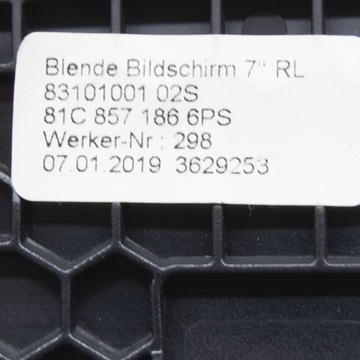 Blende Bildschirm 7" RL
83101001 02S
81C 857 186 6PS
Werker-Nr : 298
07.01.2019 3629253